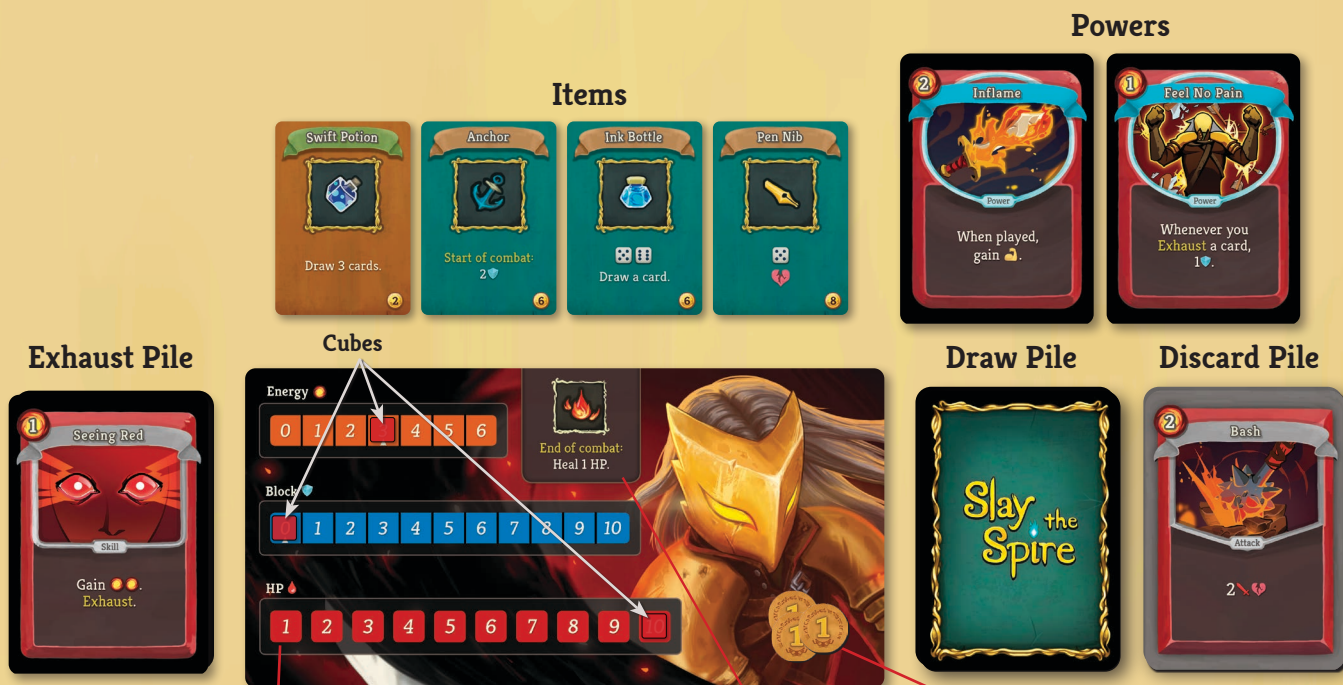 Powers
2
Inflame
Power
When played,
gain
1
Feel No Pain
Power
Whenever you
Exhaust a card,
1.
Items
Swift Potion
Draw 3 cards.
2
Anchor
Start of combat:
2
6
Ink Bottle
Draw a card.
6
Pen Nib
8
Exhaust Pile
1
Seeing Red
Skill
Gain .
Exhaust.
Cubes
Energy
0 1 2 3 4 5 6
Block
0 1 2 3 4 5 6 7 8 9 10
HP
1 2 3 4 5 6 7 8 9 10
End of combat:
Heal 1 HP.
1
1
1
Draw Pile
Slay
the
Spire
Discard Pile
2
Bash
Attack
2